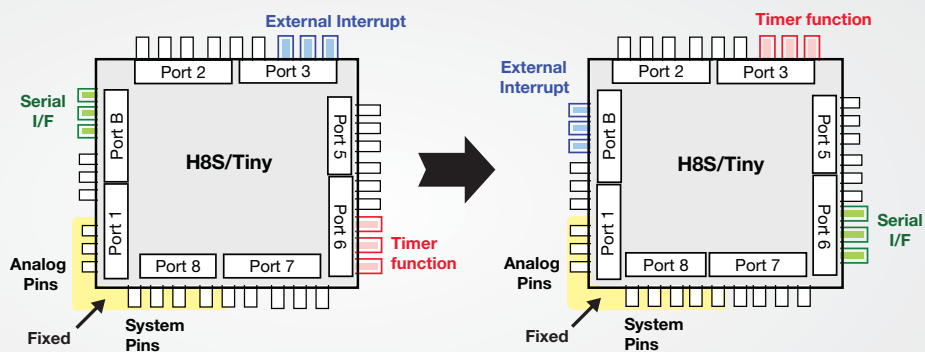 External Interrupt
Port 2
Port 3
Serial
I/F
Port B
Port 5
H8S/Tiny
Port 1
Port 6
Timer
function
Analog
Pins
Port 8
Port 7
Fixed
System
Pins
Timer function
External
Interrupt
Port 2
Port 3
Port B
Port 5
H8S/Tiny
Port 1
Port 6
Serial
I/F
Analog
Pins
Port 8
Port 7
Fixed
System
Pins